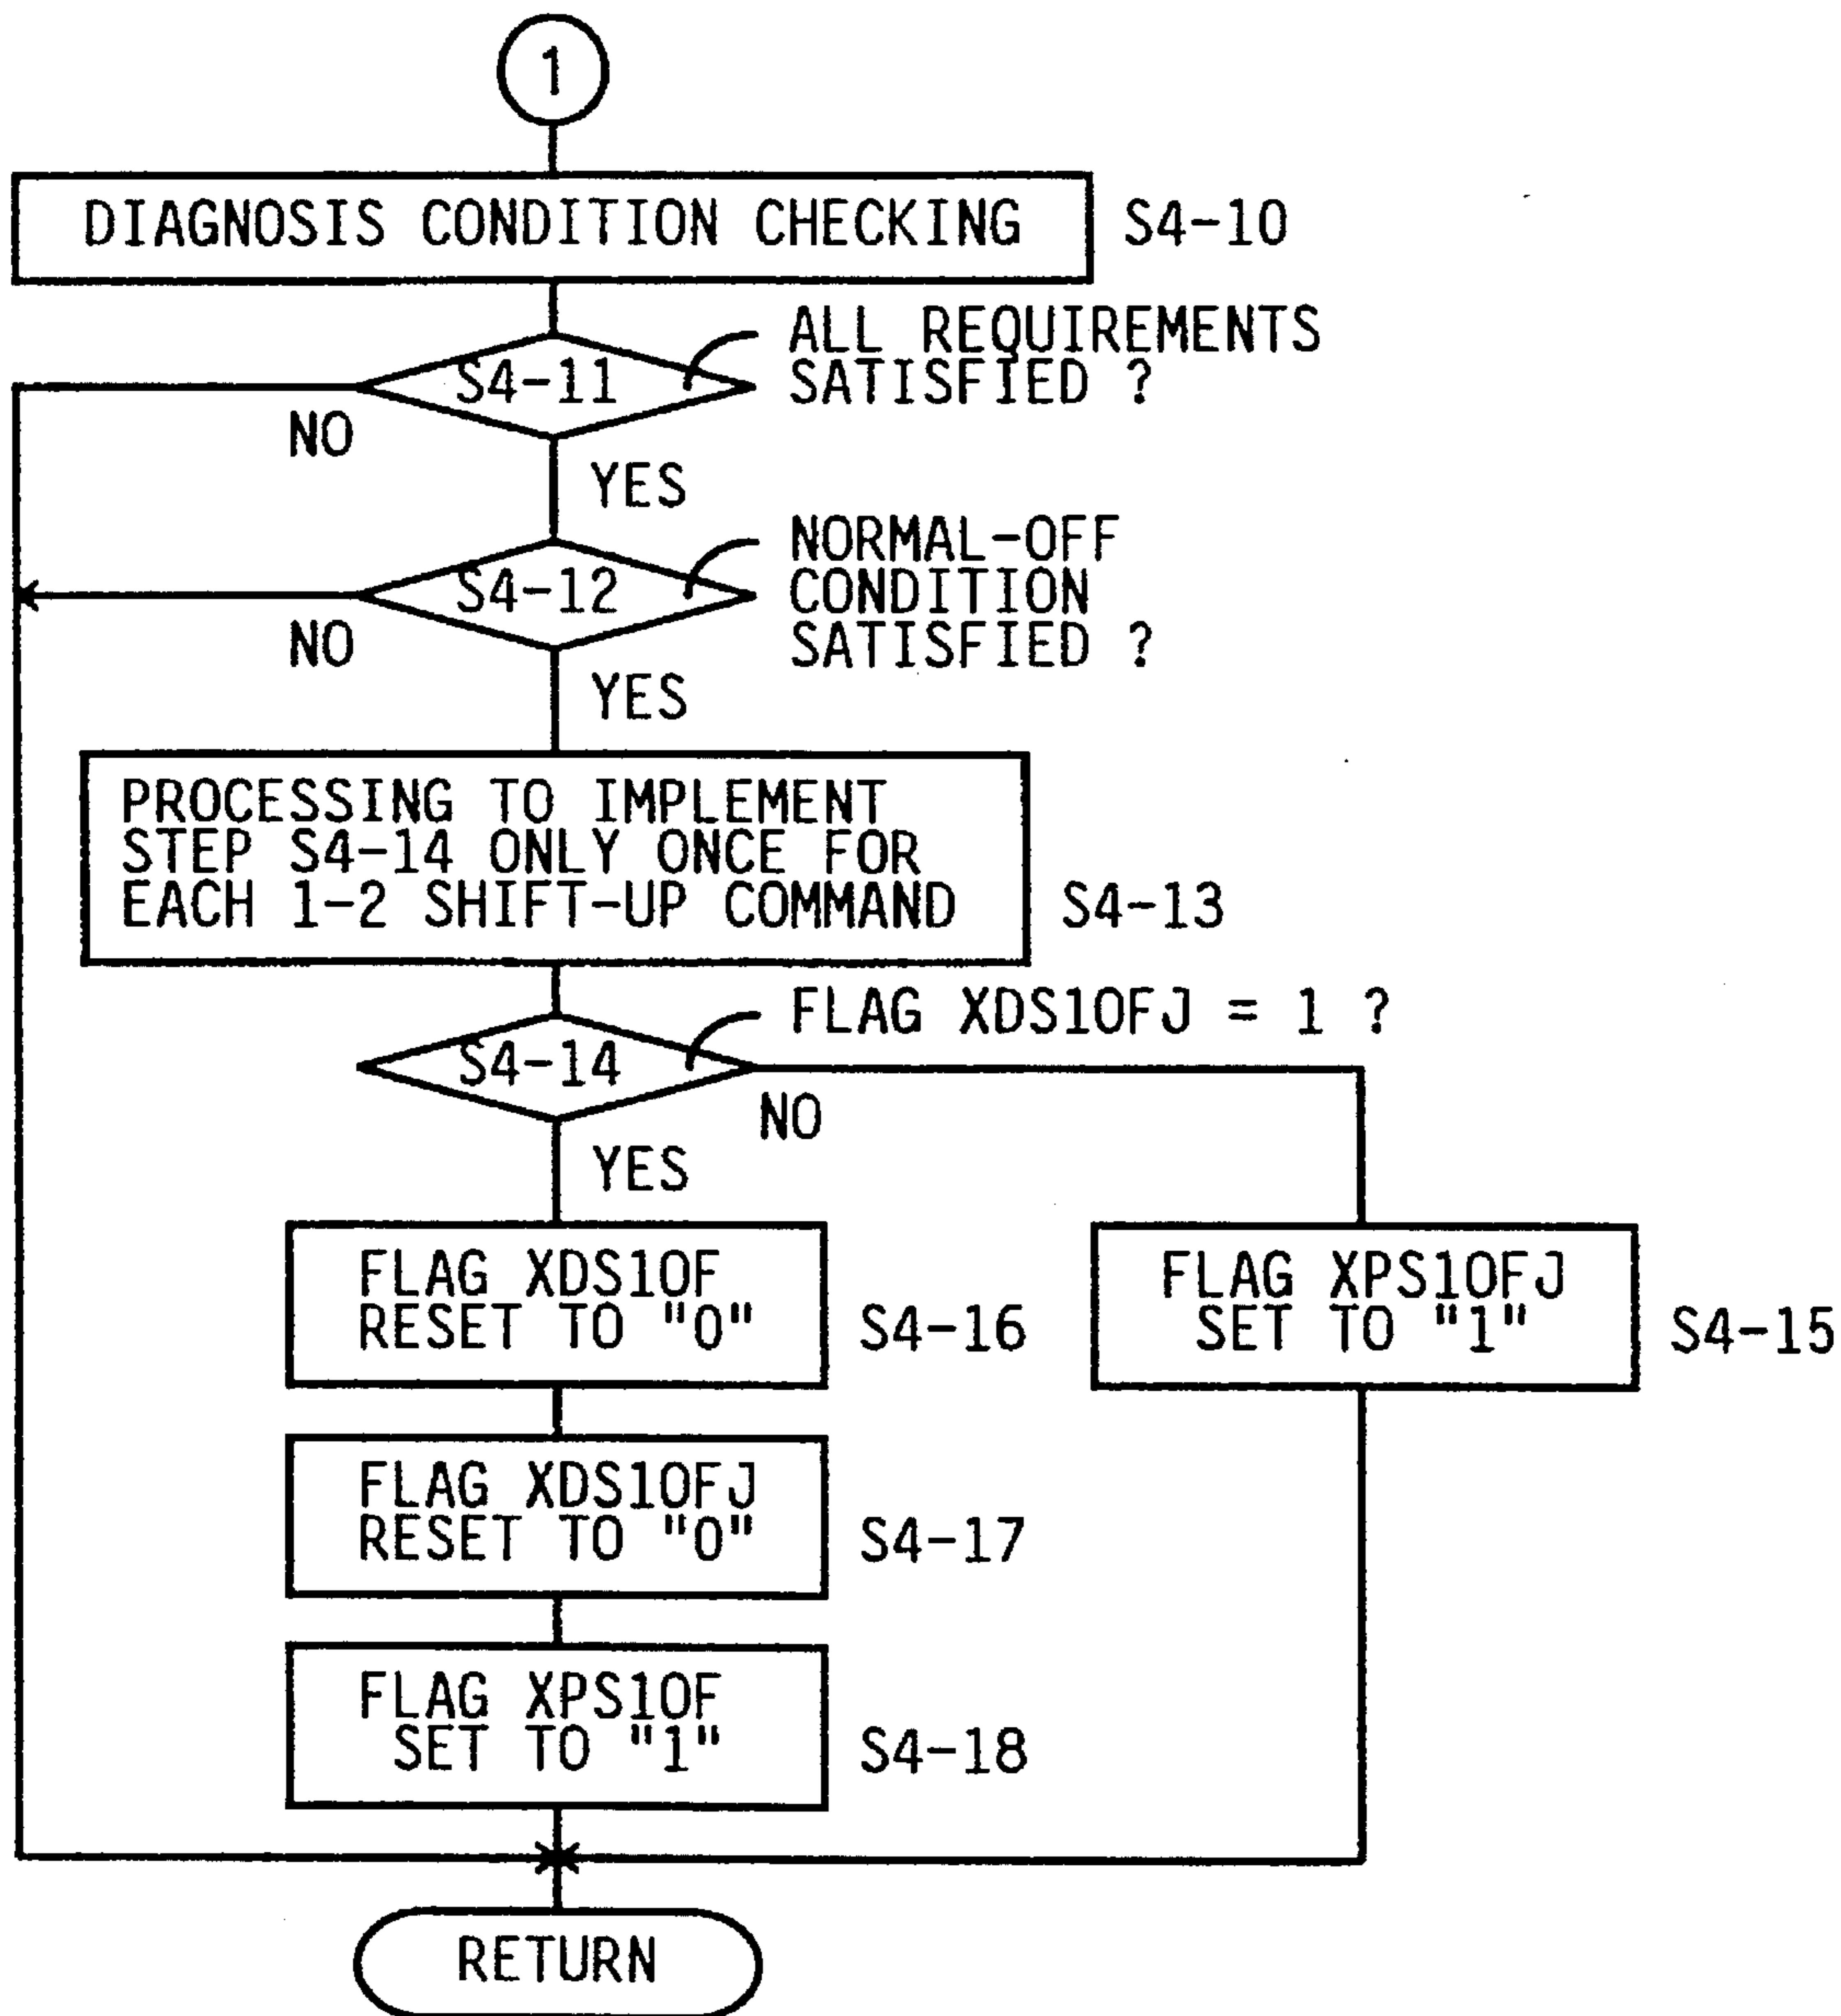 1
DIAGNOSIS CONDITION CHECKING
S4-10
ALL REQUIREMENTS
SATISFIED ?
S4-11
NO
YES
NORMAL-OFF
CONDITION
SATISFIED ?
S4-12
NO
YES
PROCESSING TO IMPLEMENT
STEP S4-14 ONLY ONCE FOR
EACH 1-2 SHIFT-UP COMMAND
S4-13
FLAG XDS1OFJ = 1 ?
S4-14
NO
YES
FLAG XDS1OF
RESET TO "0"
S4-16
FLAG XPS1OFJ
SET TO "1"
S4-15
FLAG XDS1OFJ
RESET TO "0"
S4-17
FLAG XPS1OF
SET TO "1"
S4-18
RETURN